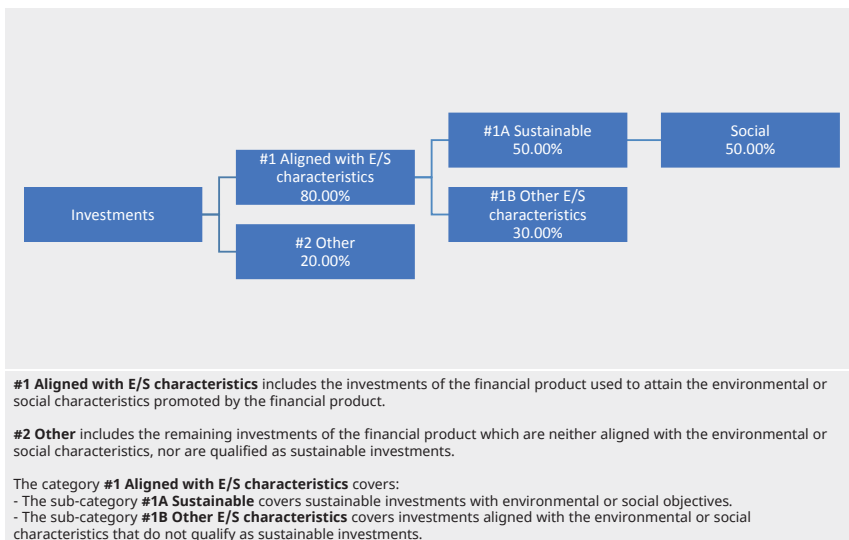 Investments
#1 Aligned with E/S
characteristics
80.00%
#2 Other
20.00%
#1A Sustainable
50.00%
#1B Other E/S
characteristics
30.00%
Social
50.00%
#1 Aligned with E/S characteristics includes the investments of the financial product used to attain the environmental or
social characteristics promoted by the financial product.
#2 Other includes the remaining investments of the financial product which are neither aligned with the environmental or
social characteristics, nor are qualified as sustainable investments.
The category #1 Aligned with E/S characteristics covers:
- The sub-category #1A Sustainable covers sustainable investments with environmental or social objectives.
- The sub-category #1B Other E/S characteristics covers investments aligned with the environmental or social
characteristics that do not qualify as sustainable investments.